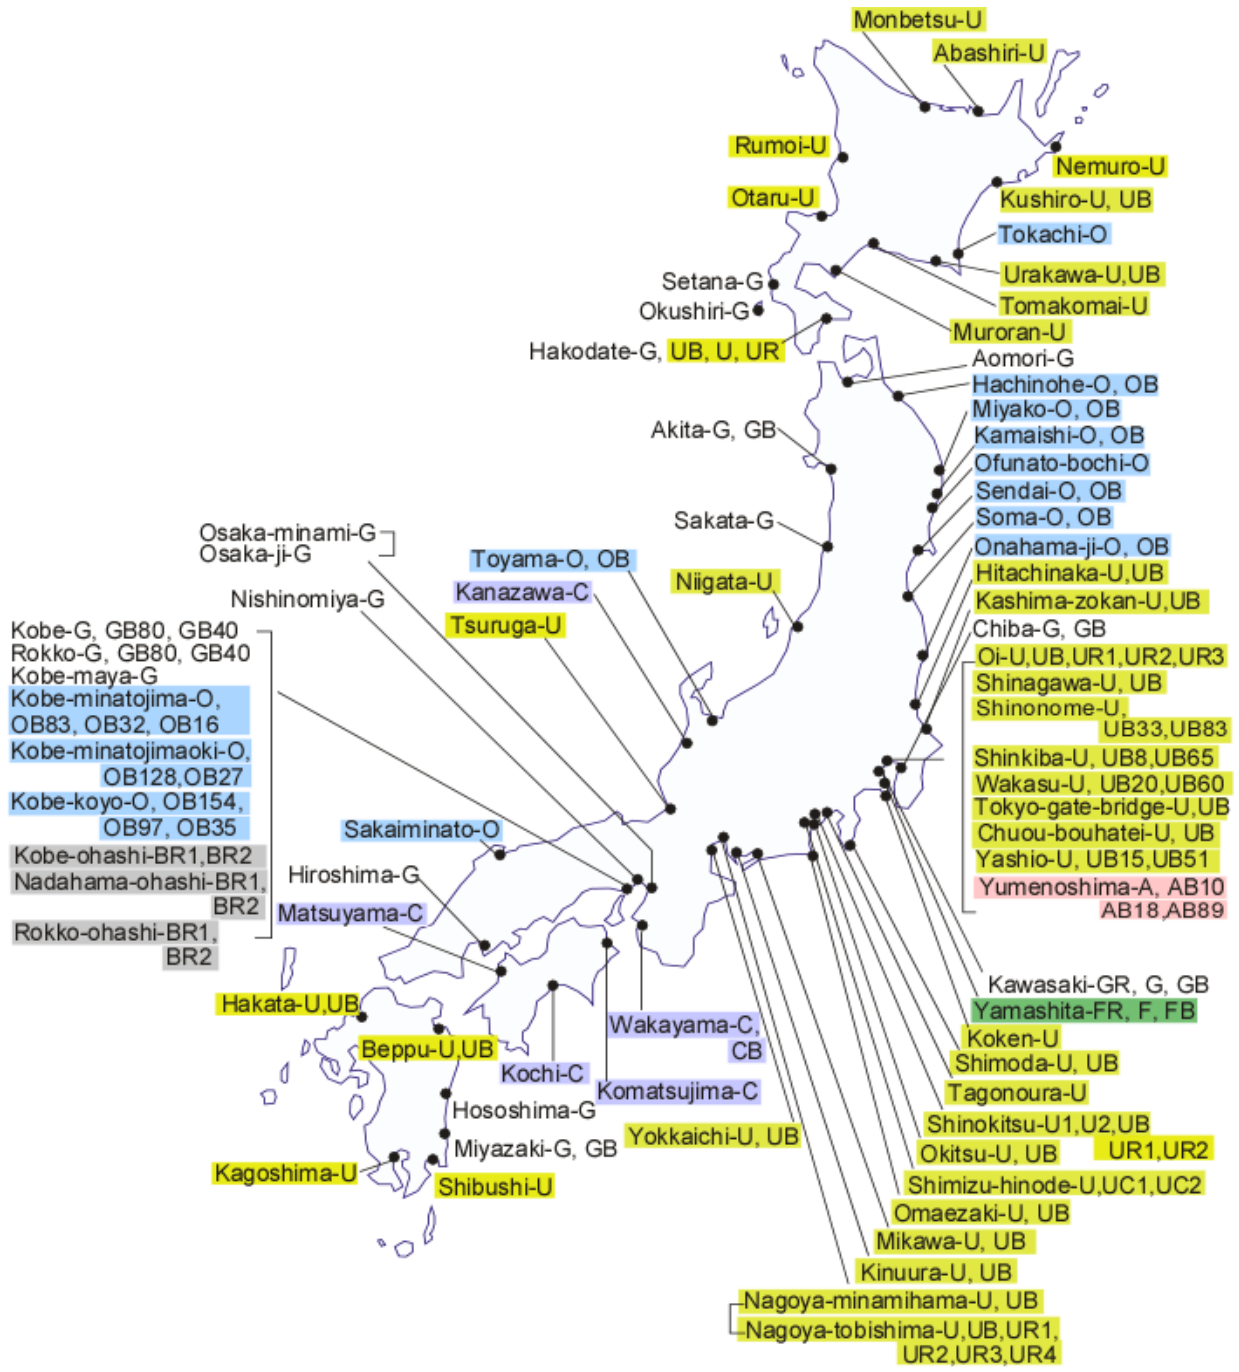 Monbetsu-U
Abashiri-U
Rumoi-U
Nemuro-U
Otaru-U
Kushiro-U, UB
Tokachi-O
Urakawa-U,UB
Setana-G
Tomakomai-U
Okushiri-G
Muroran-U
Hakodate-G, UB, U, UR
Aomori-G
Hachinohe-O, OB
Miyako-O, OB
Akita-G, GB
Kamaishi-O, OB
Ofunato-bochi-O
Sendai-O, OB
Sakata-G
Soma-O, OB
Osaka-minami-G
Osaka-ji-G
Onahama-ji-O, OB
Toyama-O, OB
Hitachinaka-U,UB
Niigata-U
Kanazawa-C
Nishinomiya-G
Kashima-zokan-U,UB
Tsuruga-U
Chiba-G, GB
Kobe-G, GB80, GB40
Rokko-G, GB80, GB40
Kobe-maya-G
Kobe-minatojima-O,
OB83, OB32, OB16
Kobe-minatojimaoki-O,
OB128,OB27
Kobe-koyo-O, OB154,
OB97, OB35
Kobe-ohashi-BR1,BR2
Nadahama-ohashi-BR1,
BR2
Rokko-ohashi-BR1,
BR2
Oi-U,UB,UR1,UR2,UR3
Shinagawa-U, UB
Shinonome-U,
UB33,UB83
Shinkiba-U, UB8,UB65
Wakasu-U, UB20,UB60
Tokyo-gate-bridge-U,UB
Chuou-bouhatei-U, UB
Yashio-U, UB15,UB51
Yumenoshima-A, AB10
AB18,AB89
Sakaiminato-O
Hiroshima-G
Matsuyama-C
Kawasaki-GR, G, GB
Hakata-U,UB
Yamashita-FR, F, FB
Wakayama-C,
CB
Koken-U
Beppu-U,UB
Shimoda-U, UB
Kochi-C
Komatsujima-C
Tagonoura-U
Hososhima-G
Shinokitsu-U1,U2,UB
UR1,UR2
Yokkaichi-U, UB
Miyazaki-G, GB
Okitsu-U, UB
Kagoshima-U
Shibushi-U
Shimizu-hinode-U,UC1,UC2
Omaezaki-U, UB
Mikawa-U, UB
Kinuura-U, UB
Nagoya-minamihama-U, UB
Nagoya-tobishima-U,UB,UR1,
UR2,UR3,UR4